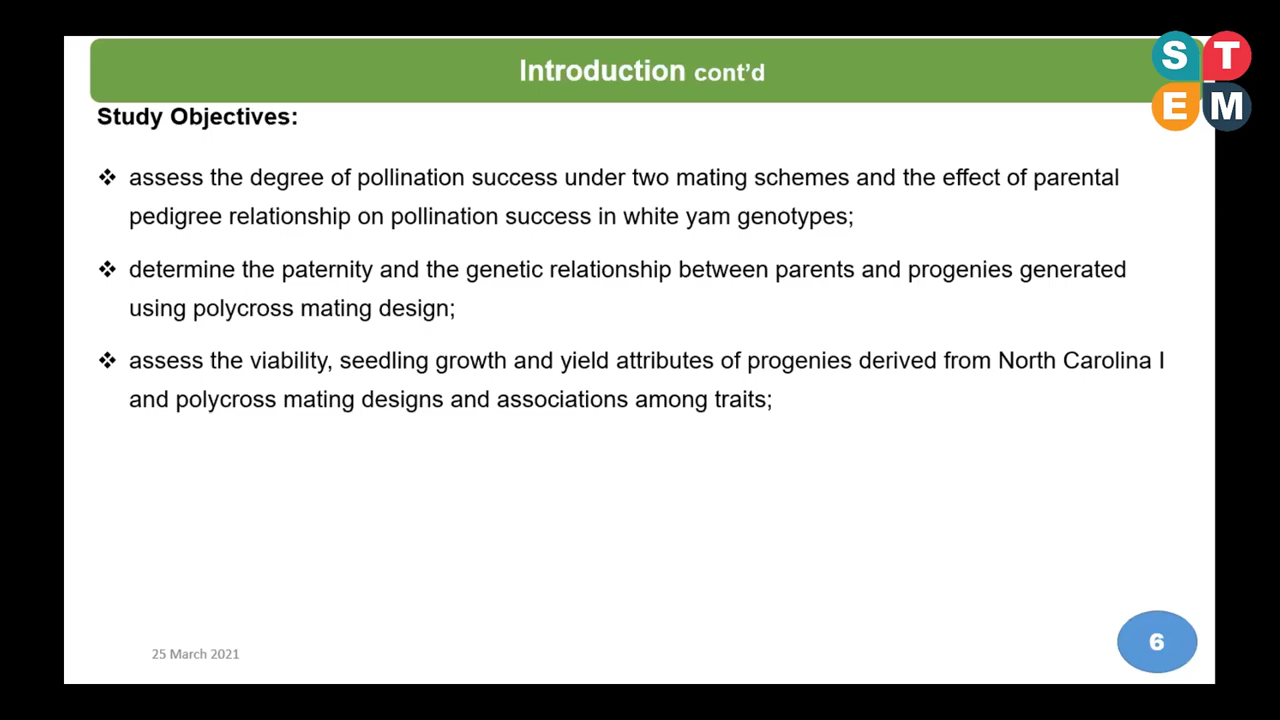 Introduction cont'd
S T
E M
Study Objectives:
❖ assess the degree of pollination success under two mating schemes and the effect of parental
pedigree relationship on pollination success in white yam genotypes;
❖ determine the paternity and the genetic relationship between parents and progenies generated
using polycross mating design;
❖ assess the viability, seedling growth and yield attributes of progenies derived from North Carolina I
and polycross mating designs and associations among traits;
25 March 2021
6